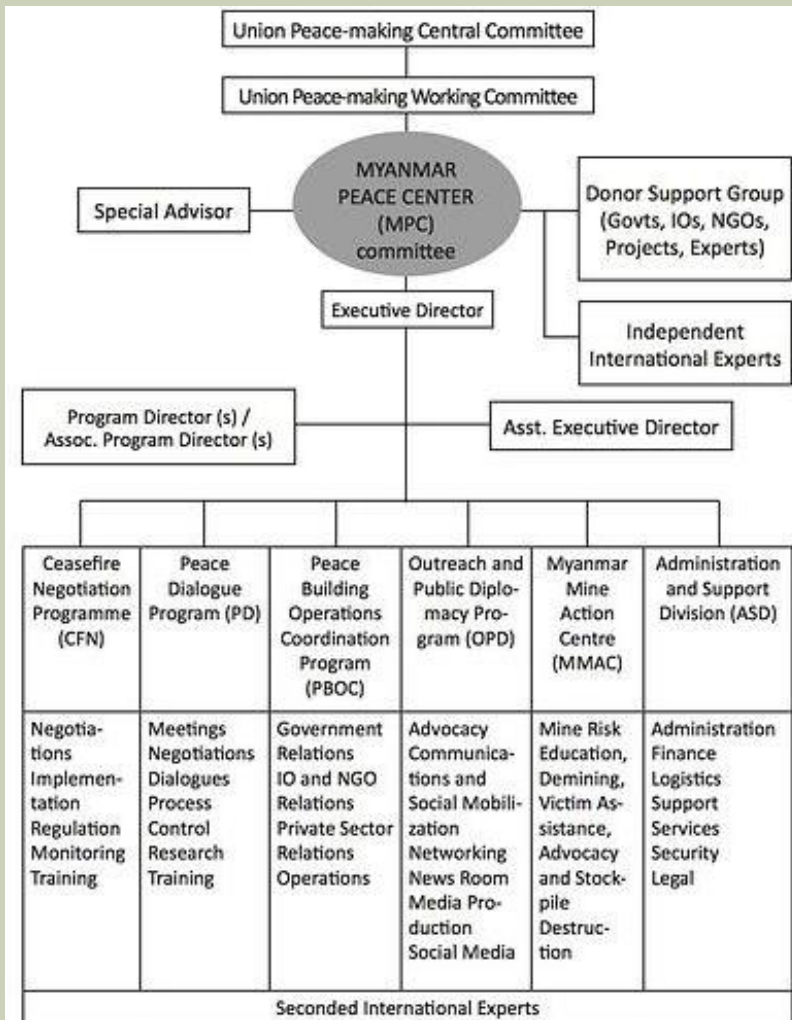 Union Peace-making Central Committee
Union Peace-making Working Committee
MYANMAR
PEACE CENTER
(MPC)
committee
Special Advisor
Donor Support Group
(Govts, IOs, NGOs,
Projects, Experts)
Executive Director
Independent
International Experts
Program Director (s) /
Assoc. Program Director (s)
Asst. Executive Director
Ceasefire
Negotiation
Programme
(CFN)
Peace
Dialogue
Program (PD)
Peace
Building
Operations
Coordination
Program
(PBOC)
Outreach and
Public Diplo-
macy Pro-
gram (OPD)
Myanmar
Mine
Action
Centre
(MMAC)
Administration
and Support
Division (ASD)
Negotia-
tions
Implemen-
tation
Regulation
Monitoring
Training
Meetings
Negotiations
Dialogues
Process
Control
Research
Training
Government
Relations
IO and NGO
Relations
Private Sector
Relations
Operations
Advocacy
Communica-
tions and
Social Mobili-
zation
Networking
News Room
Media Pro-
duction
Social Media
Mine Risk
Education,
Demining,
Victim As-
sistance,
Advocacy
and Stock-
pile
Destruc-
tion
Administration
Finance
Logistics
Support
Services
Security
Legal
Seconded International Experts